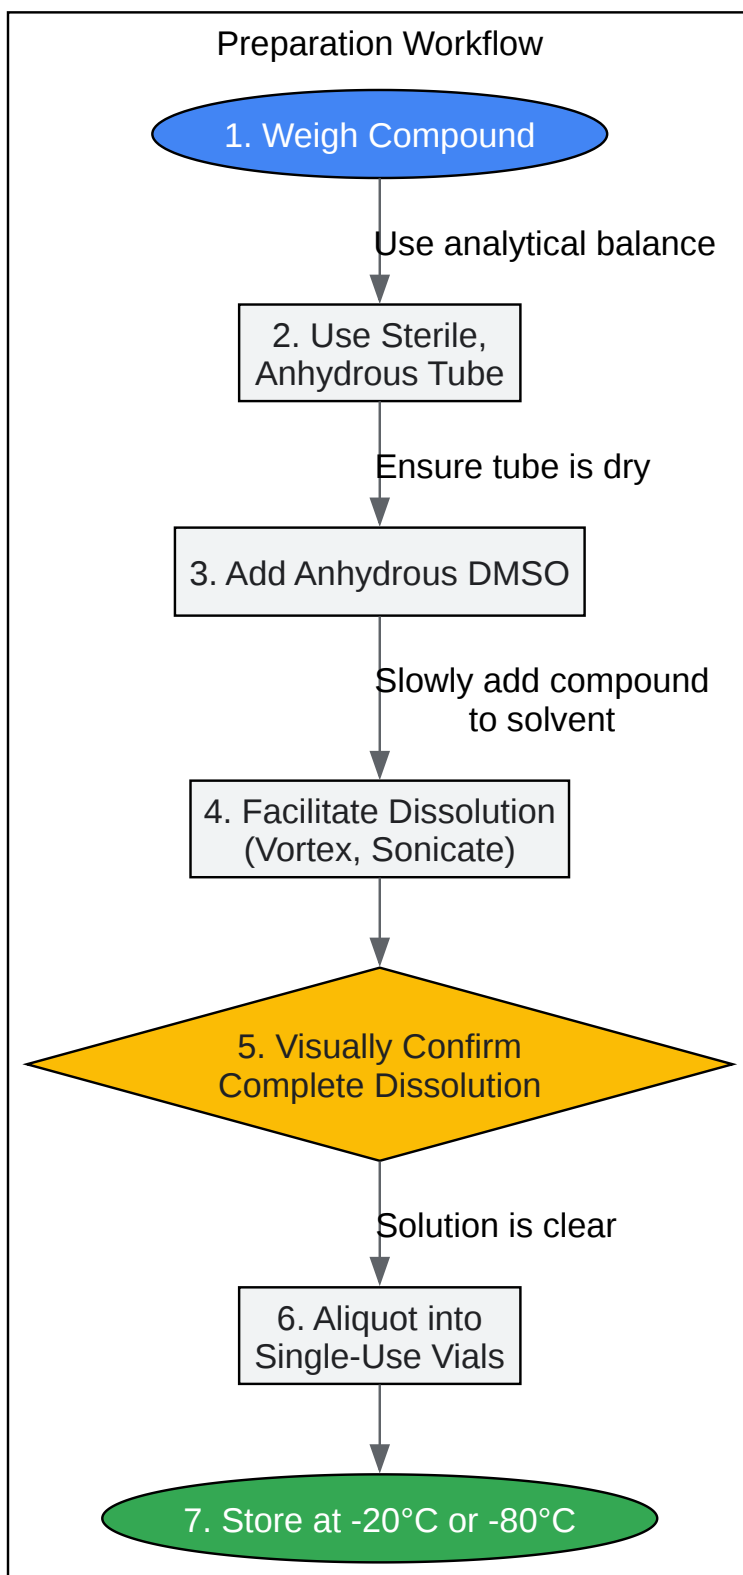 Preparation Workflow
1. Weigh Compound
Use analytical balance
2. Use Sterile,
Anhydrous Tube
Ensure tube is dry
3. Add Anhydrous DMSO
Slowly add compound
to solvent
4. Facilitate Dissolution
(Vortex, Sonicate)
5. Visually Confirm
Complete Dissolution
Solution is clear
6. Aliquot into
Single-Use Vials
7. Store at -20°C or -80°C